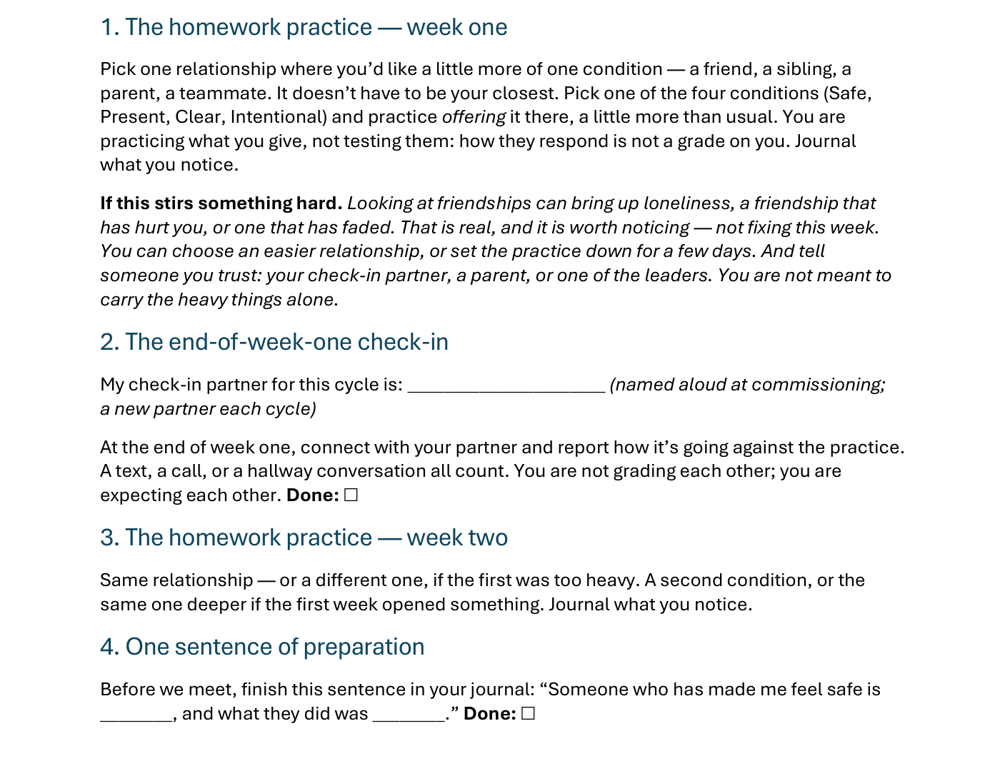 1. The homework practice — week one
Pick one relationship where you’d like a little more of one condition — a friend, a sibling, a
parent, a teammate. It doesn’t have to be your closest. Pick one of the four conditions (Safe,
Present, Clear, Intentional) and practice offering it there, a little more than usual. You are
practicing what you give, not testing them: how they respond is not a grade on you. Journal
what you notice.
If this stirs something hard. Looking at friendships can bring up loneliness, a friendship that
has hurt you, or one that has faded. That is real, and it is worth noticing — not fixing this week.
You can choose an easier relationship, or set the practice down for a few days. And tell
someone you trust: your check-in partner, a parent, or one of the leaders. You are not meant to
carry the heavy things alone.
2. The end-of-week-one check-in
My check-in partner for this cycle is: ______________________ (named aloud at commissioning;
a new partner each cycle)
At the end of week one, connect with your partner and report how it’s going against the practice.
A text, a call, or a hallway conversation all count. You are not grading each other; you are
expecting each other. Done: ☐
3. The homework practice — week two
Same relationship — or a different one, if the first was too heavy. A second condition, or the
same one deeper if the first week opened something. Journal what you notice.
4. One sentence of preparation
Before we meet, finish this sentence in your journal: “Someone who has made me feel safe is
________, and what they did was ________.” Done: ☐